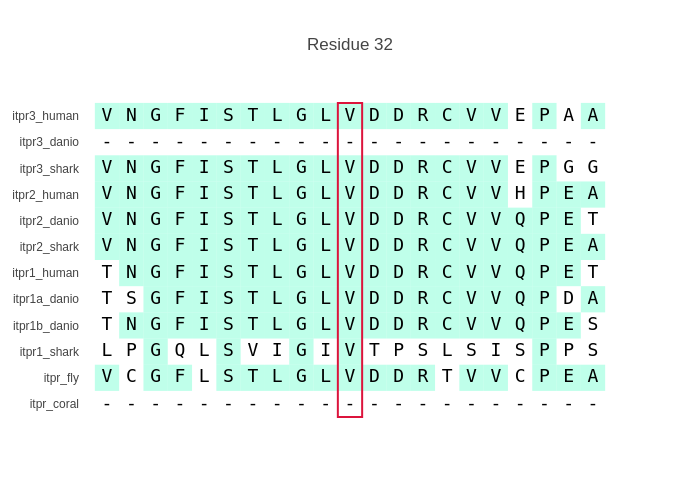 Residue 32
itpr3_human V N G F I S T L G L V D D R C V V E P A A
itpr3_danio - - - - - - - - - - - - - - - - - - - - -
itpr3_shark V N G F I S T L G L V D D R C V V E P G G
itpr2_human V N G F I S T L G L V D D R C V V H P E A
itpr2_danio V N G F I S T L G L V D D R C V V Q P E T
itpr2_shark V N G F I S T L G L V D D R C V V Q P E A
itpr1_human T N G F I S T L G L V D D R C V V Q P E T
itpr1a_danio T S G F I S T L G L V D D R C V V Q P D A
itpr1b_danio T N G F I S T L G L V D D R C V V Q P E S
itpr1_shark L P G Q L S V I G I V T P S L S I S P P S
itpr_fly V C G F L S T L G L V D D R T V V C P E A
itpr_coral - - - - - - - - - - - - - - - - - - - - -